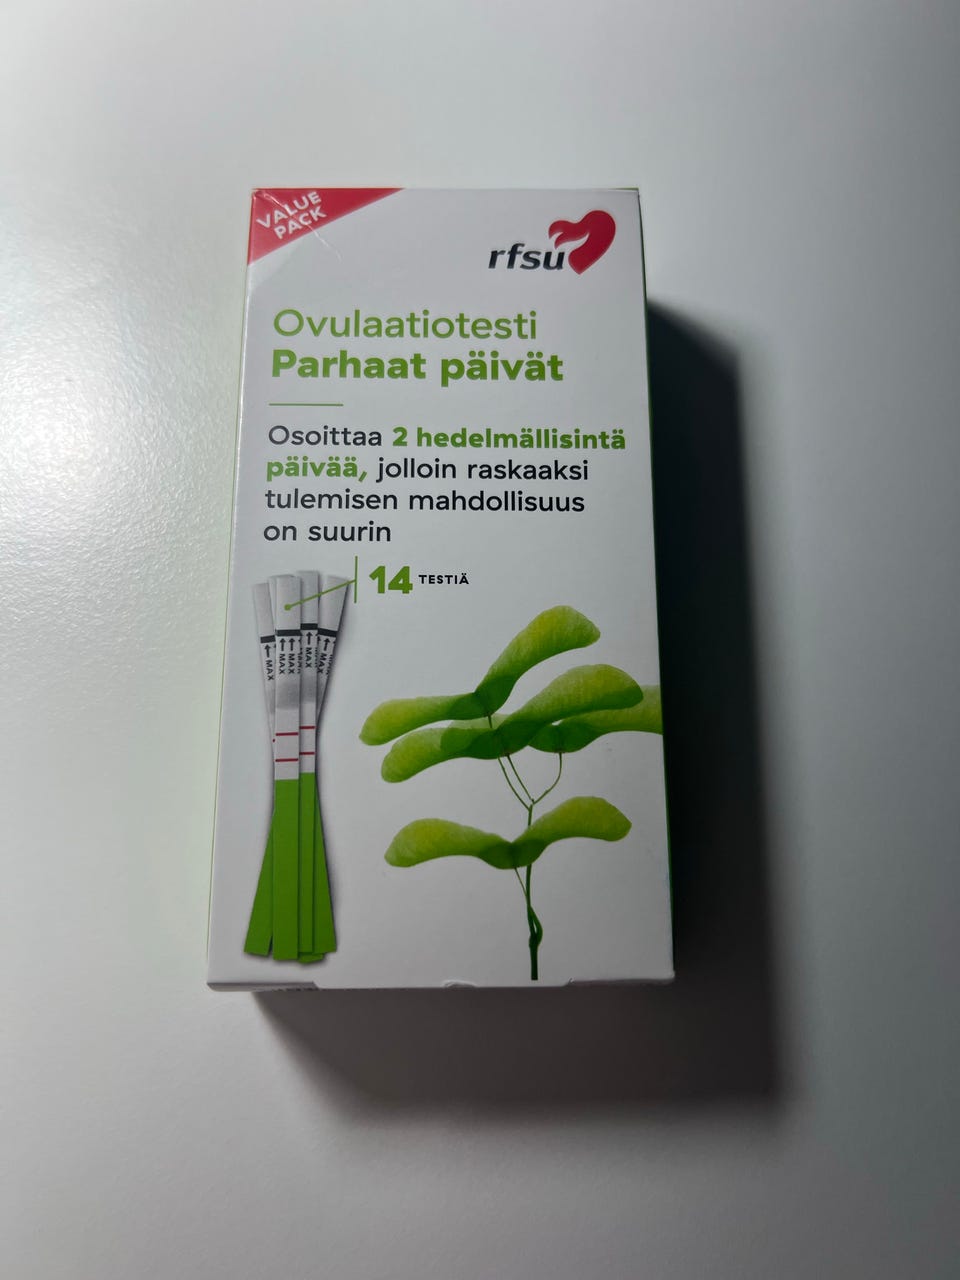 VALUE
PACK
rfsu
Ovulaatiotesti
Parhaat päivät
Osoittaa 2 hedelmällisintä
päivää, jolloin raskaaksi
tulemisen mahdollisuus
on suurin
14 TESTIÄ
MAX MAX MAX MAX